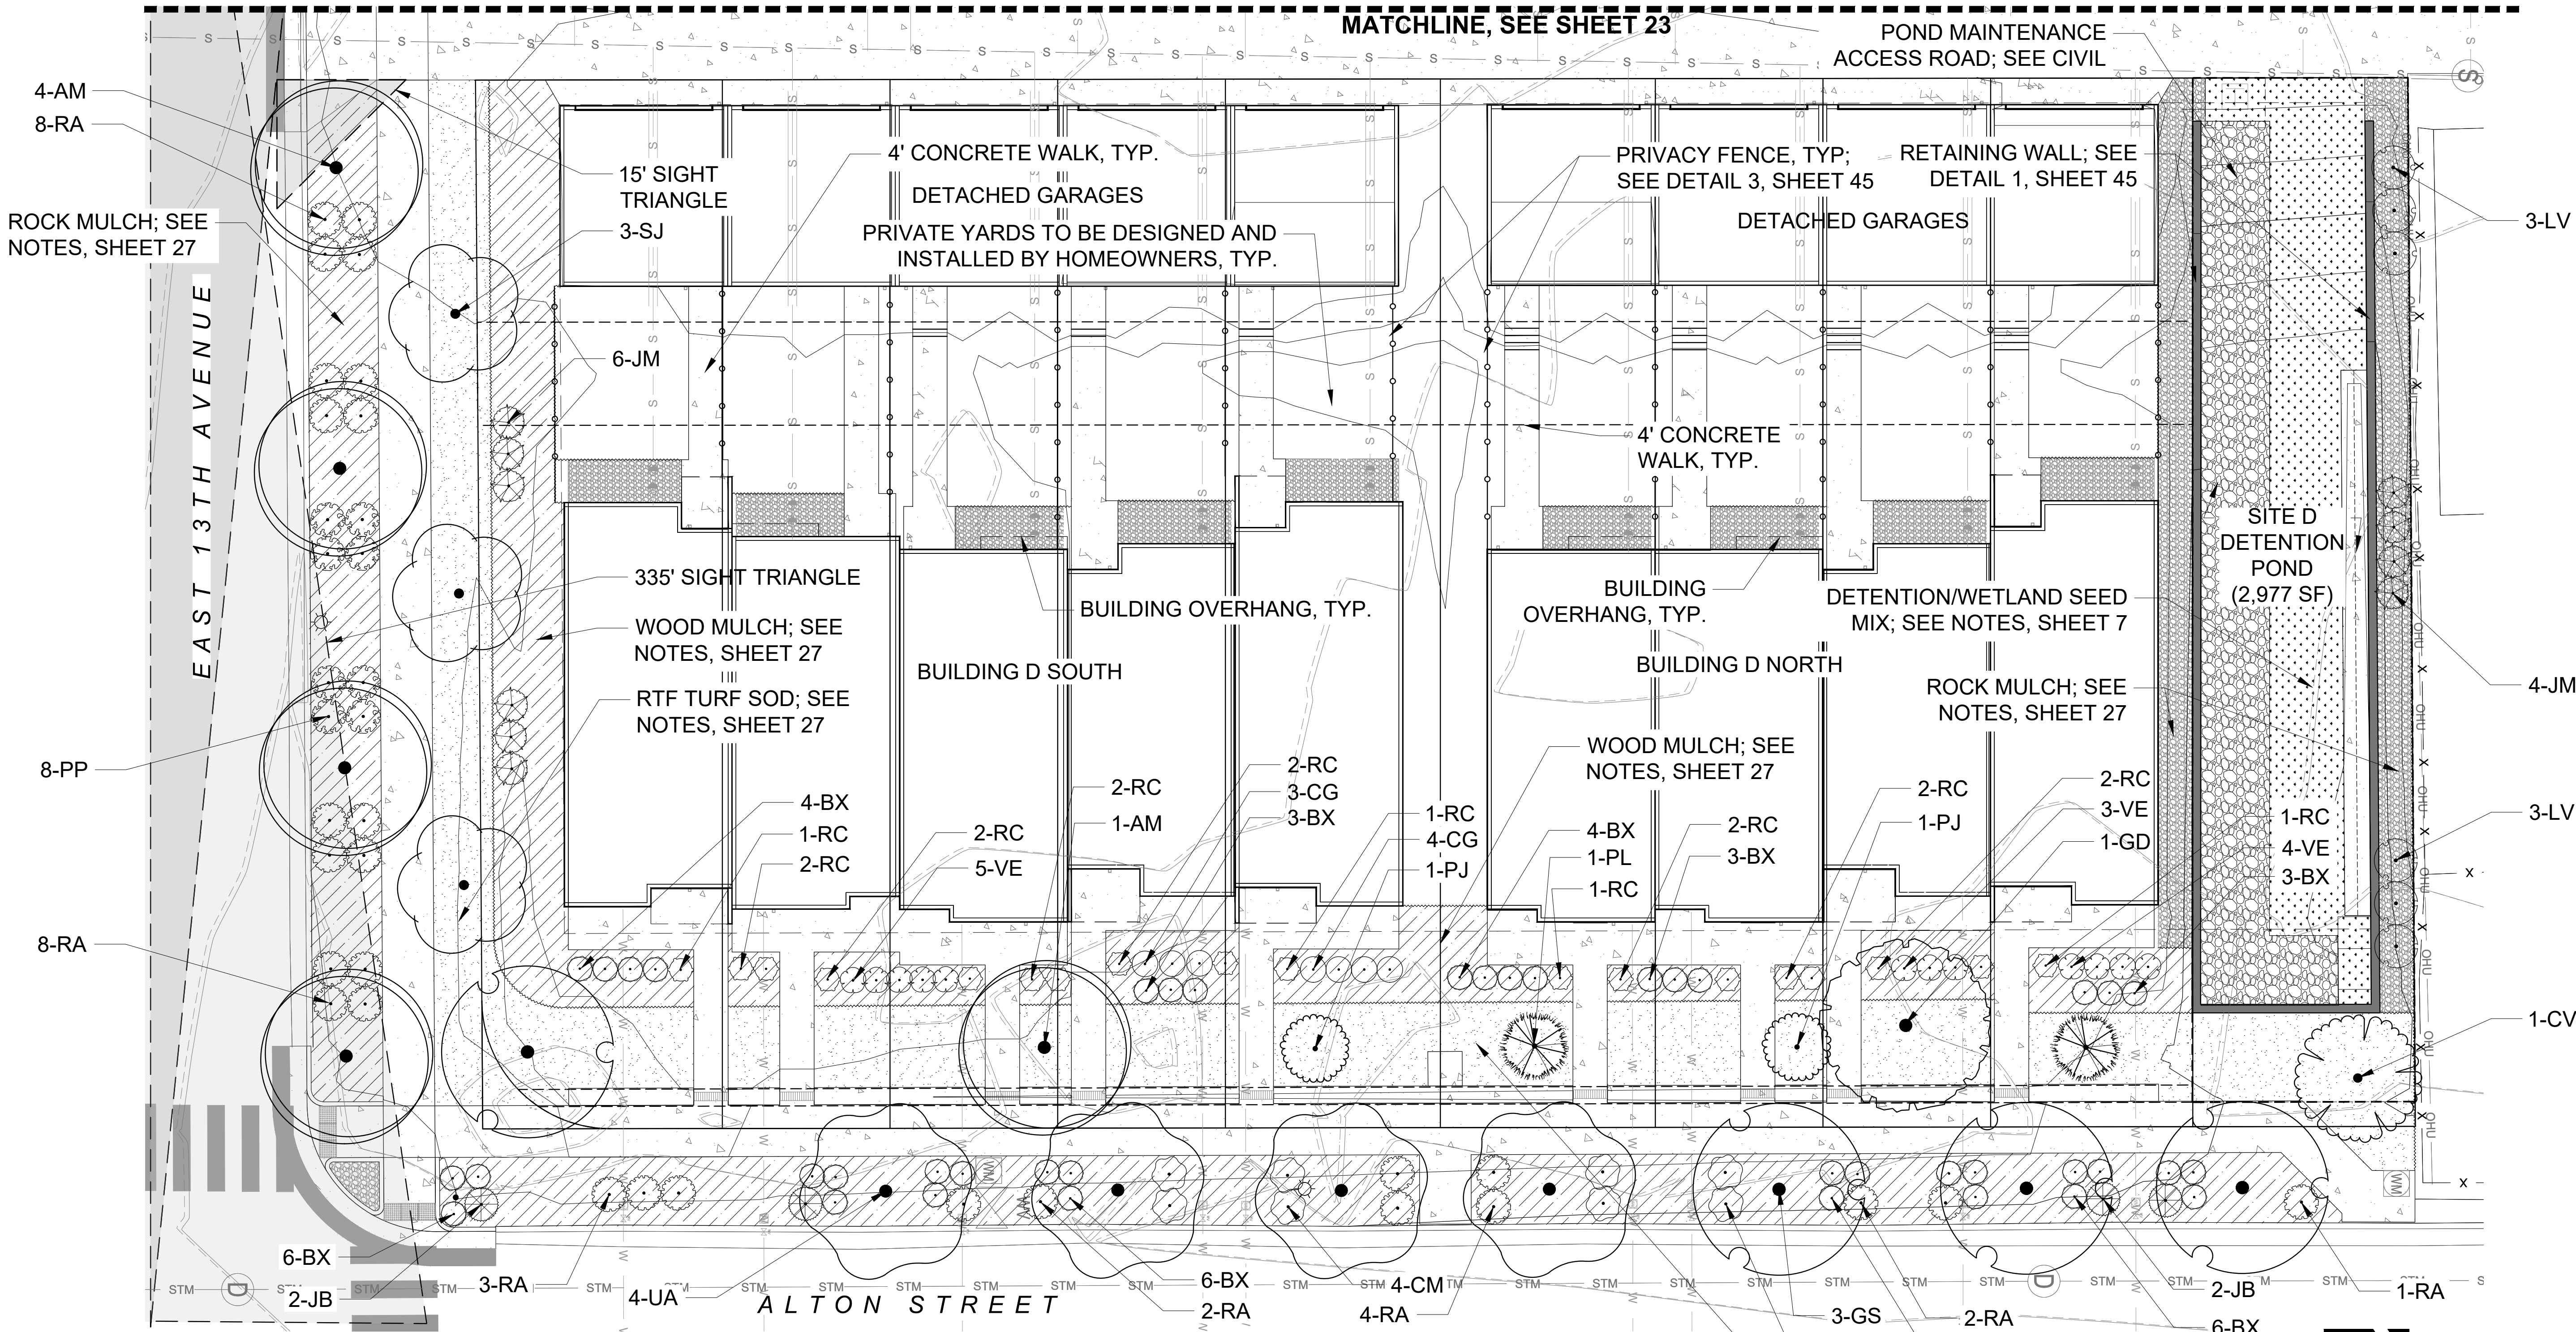 MATCHLINE, SEE SHEET 23
POND MAINTENANCE
ACCESS ROAD; SEE CIVIL
4-AM
8-RA
ROCK MULCH; SEE
NOTES, SHEET 27
EAST 13TH AVENUE
15' SIGHT
TRIANGLE
3-SJ
4' CONCRETE WALK, TYP.
DETACHED GARAGES
PRIVATE YARDS TO BE DESIGNED AND
INSTALLED BY HOMEOWNERS, TYP.
PRIVACY FENCE, TYP;
SEE DETAIL 3, SHEET 45
RETAINING WALL; SEE
DETAIL 1, SHEET 45
DETACHED GARAGES
3-LV
6-JM
4' CONCRETE
WALK, TYP.
SITE D
DETENTION
POND
(2,977 SF)
335' SIGHT TRIANGLE
BUILDING OVERHANG, TYP.
BUILDING
OVERHANG, TYP.
DETENTION/WETLAND SEED
MIX; SEE NOTES, SHEET 7
WOOD MULCH; SEE
NOTES, SHEET 27
BUILDING D SOUTH
BUILDING D NORTH
RTF TURF SOD; SEE
NOTES, SHEET 27
ROCK MULCH; SEE
NOTES, SHEET 27
4-JM
8-PP
WOOD MULCH; SEE
NOTES, SHEET 27
4-BX
1-RC
2-RC
2-RC
5-VE
2-RC
1-AM
2-RC
3-CG
3-BX
1-RC
4-CG
1-PJ
4-BX
1-PL
1-RC
2-RC
3-BX
2-RC
1-PJ
2-RC
3-VE
1-GD
1-RC
4-VE
3-BX
3-LV
8-RA
1-CV
6-BX
2-JB
3-RA
4-UA
ALTON STREET
6-BX
2-RA
4-CM
4-RA
3-GS
2-RA
2-JB
6-BX
1-RA
S
D
D
STM
OHU
WM
W
X